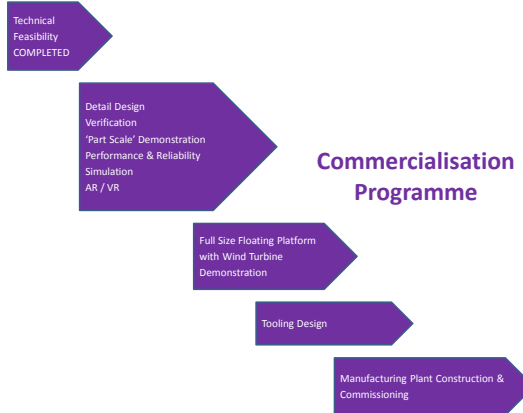 Technical
Feasibility
COMPLETED
Detail Design
Verification
‘Part Scale’ Demonstration
Performance & Reliability
Simulation
AR / VR
Commercialisation
Programme
Full Size Floating Platform
with Wind Turbine
Demonstration
Tooling Design
Manufacturing Plant Construction &
Commissioning